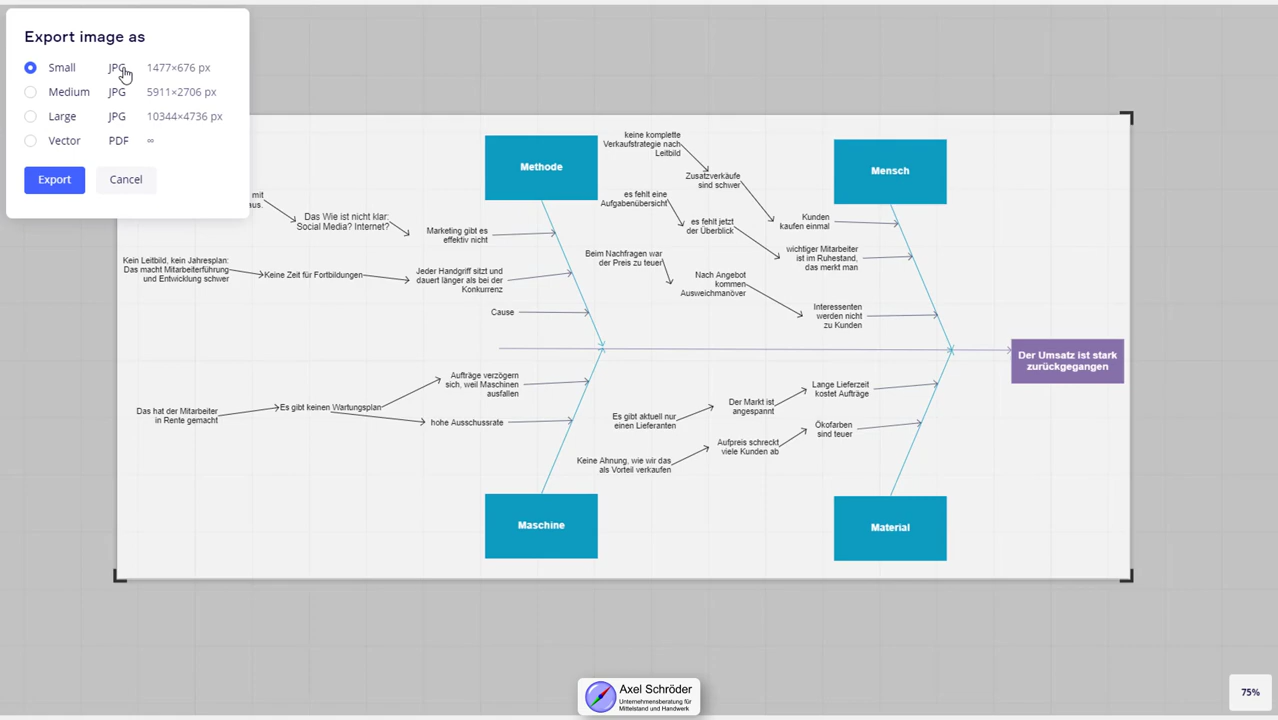 Export image as
Small JPG 1477×676 px
Medium JPG 5911×2706 px
Large JPG 10344×4736 px
Vector PDF ∞
Export Cancel
Methode
keine komplette
Verkaufstrategie nach
Leitbild
Zusatzverkäufe
sind schwer
Kunden
kaufen einmal
Mensch
es fehlt eine
Aufgabenübersicht
es fehlt jetzt
der Überblick
wichtiger Mitarbeiter
ist im Ruhestand,
das merkt man
Beim Nachfragen war
der Preis zu teuer
Nach Angebot
kommen
Ausweichmanöver
Interessenten
werden nicht
zu Kunden
mit
aus.
Das Wie ist nicht klar:
Social Media? Internet?
Marketing gibt es
effektiv nicht
Kein Leitbild, kein Jahresplan:
Das macht Mitarbeiterführung
und Entwicklung schwer
Keine Zeit für Fortbildungen
Jeder Handgriff sitzt und
dauert länger als bei der
Konkurrenz
Cause
Der Umsatz ist stark
zurückgegangen
Das hat der Mitarbeiter
in Rente gemacht
Es gibt keinen Wartungsplan
Aufträge verzögern
sich, weil Maschinen
ausfallen
hohe Ausschussrate
Es gibt aktuell nur
einen Lieferanten
Der Markt ist
angespannt
Lange Lieferzeit
kostet Aufträge
Keine Ahnung, wie wir das
als Vorteil verkaufen
Aufpreis schreckt
viele Kunden ab
Ökofarben
sind teuer
Maschine
Material
Axel Schröder
Unternehmensberatung für
Mittelstand und Handwerk
75%